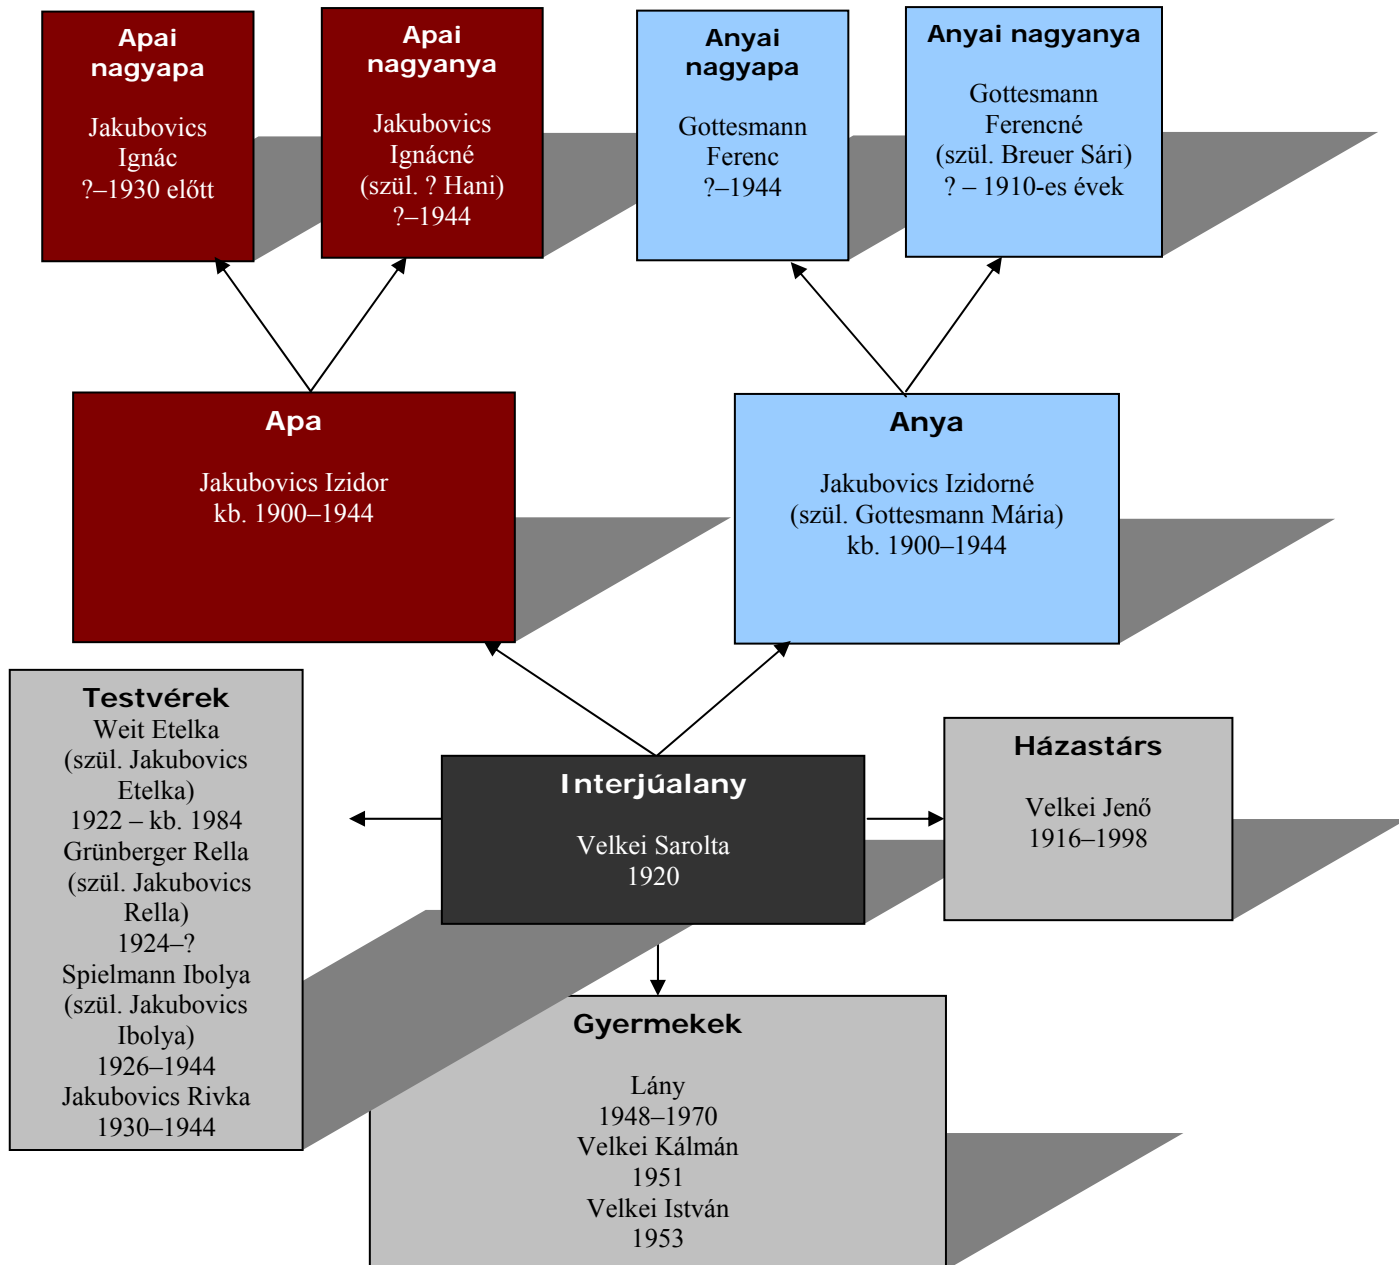 Apai
nagyapa
Jakubovics
Ignác
?–1930 előtt
Apai
nagyanya
Jakubovics
Ignácné
(szül. ? Hani)
?–1944
Anyai
nagyapa
Gottesmann
Ferenc
?–1944
Anyai nagyanya
Gottesmann
Ferencné
(szül. Breuer Sári)
? – 1910-es évek
Apa
Jakubovics Izidor
kb. 1900–1944
Anya
Jakubovics Izidorné
(szül. Gottesmann Mária)
kb. 1900–1944
Testvérek
Weit Etelka
(szül. Jakubovics
Etelka)
1922 – kb. 1984
Grünberger Rella
(szül. Jakubovics
Rella)
1924–?
Spielmann Ibolya
(szül. Jakubovics
Ibolya)
1926–1944
Jakubovics Rivka
1930–1944
Interjúalany
Velkei Sarolta
1920
Házastárs
Velkei Jenő
1916–1998
Gyermekek
Lány
1948–1970
Velkei Kálmán
1951
Velkei István
1953